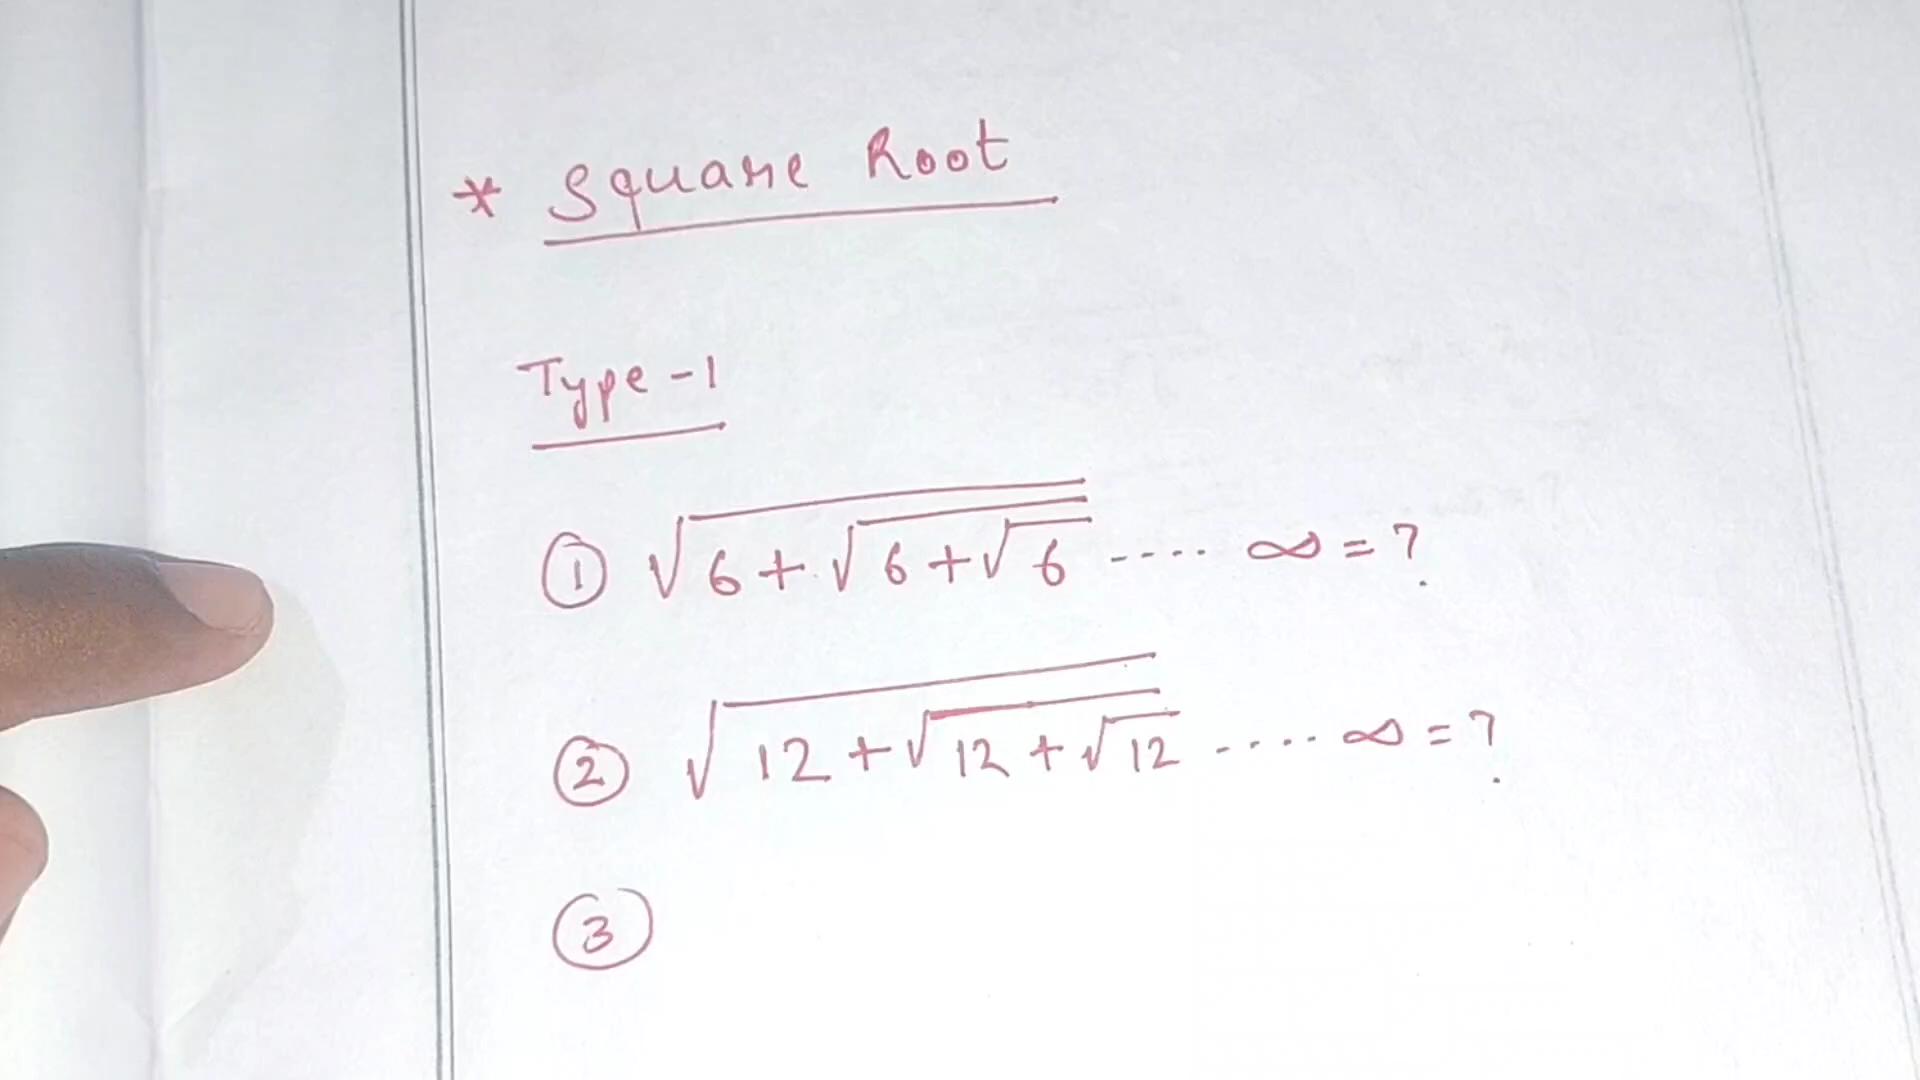 * Square Root
Type-1
① √6+√6+√6 .... ∞ = ?
② √12+√12+√12 ..... ∞ = ?
③